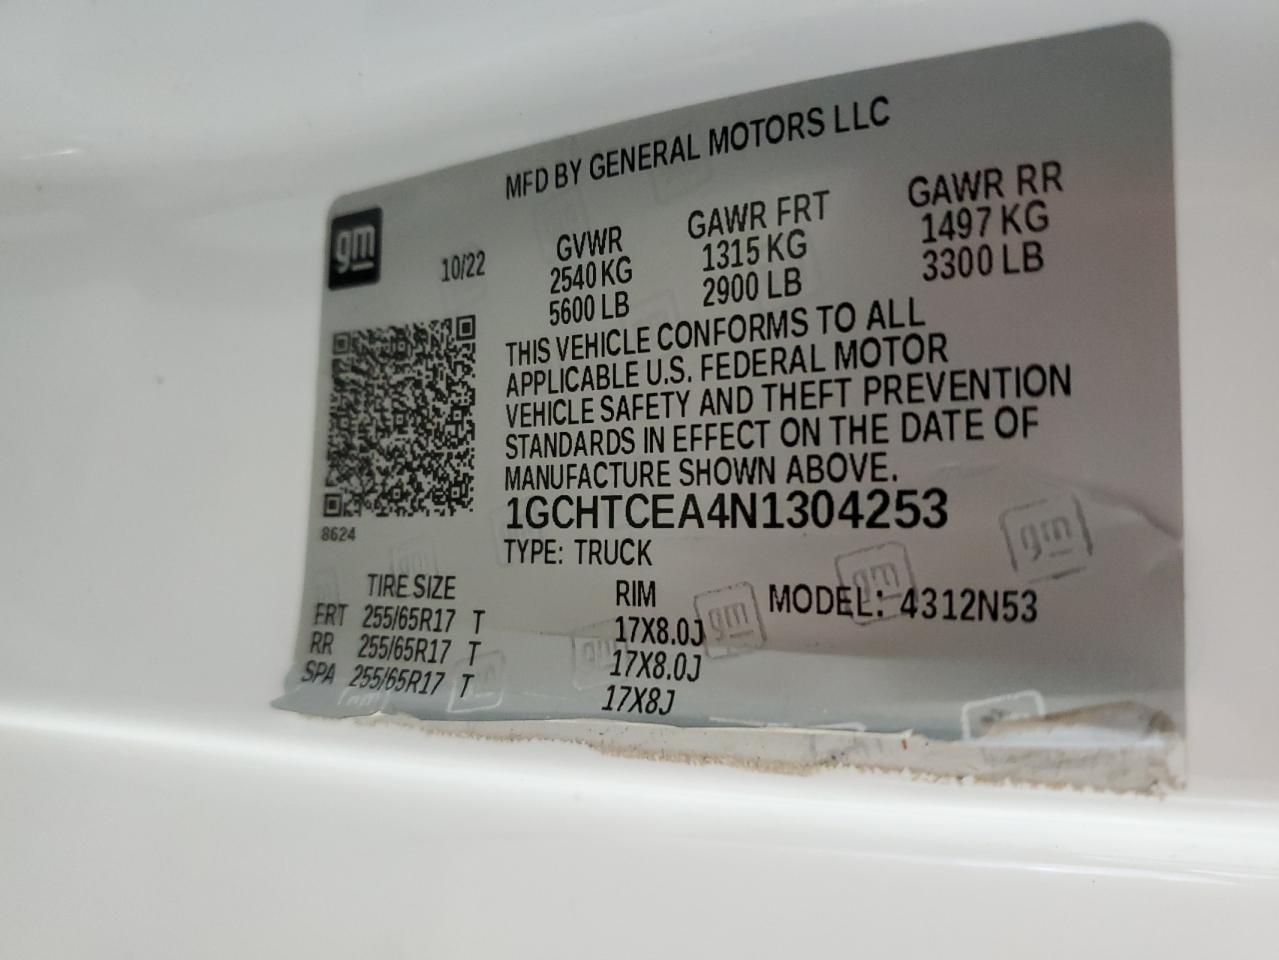 MFD BY GENERAL MOTORS LLC
gm
10/22
GVWR
2540 KG
5600 LB
GAWR FRT
1315 KG
2900 LB
GAWR RR
1497 KG
3300 LB
THIS VEHICLE CONFORMS TO ALL
APPLICABLE U.S. FEDERAL MOTOR
VEHICLE SAFETY AND THEFT PREVENTION
STANDARDS IN EFFECT ON THE DATE OF
MANUFACTURE SHOWN ABOVE.
1GCHTCEA4N1304253
8624
TYPE: TRUCK
TIRE SIZE RIM MODEL: 4312N53
FRT 255/65R17 T 17X8.0J
RR 255/65R17 T 17X8.0J
SPA 255/65R17 T 17X8J
gm
gm
gm